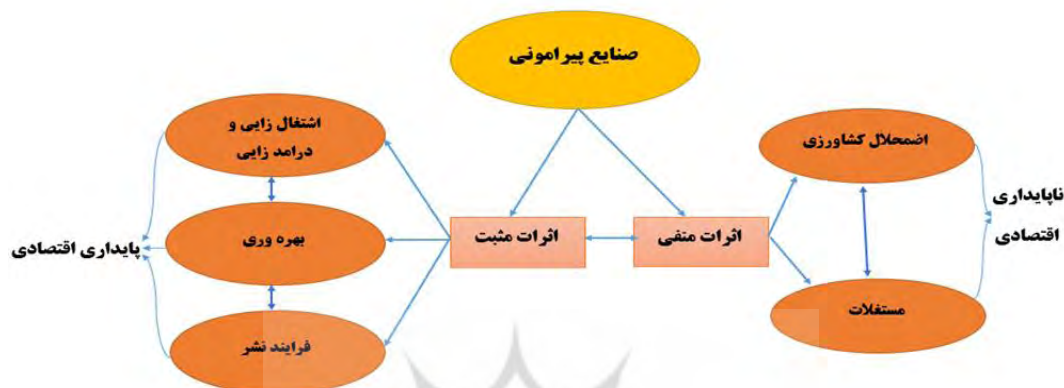 صنایع پیرامونی
اضمحلال کشاورزی
مستغلات
ناپایداری
اقتصادی
اثرات منفی
اثرات مثبت
اشتغال زایی و
درامد زایی
بهره وری
فرایند نشر
پایداری اقتصادی